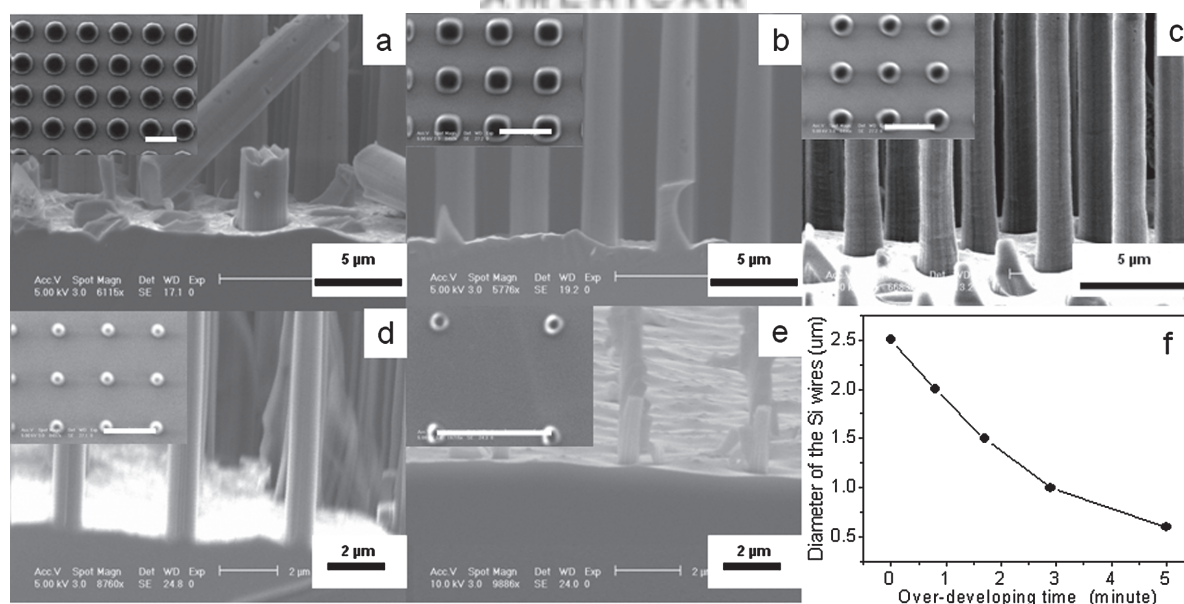 AMERICAN
a
Acc.V Spot Magn Det WD Exp
5.00 kV 3.0 6115x SE 17.1 0
5 µm
b
Acc.V Spot Magn Det WD Exp
5.00 kV 3.0 5776x SE 19.2 0
5 µm
c
5 µm
d
Acc.V Spot Magn Det WD Exp
5.00 kV 3.0 8760x SE 24.8 0
2 µm
2 µm
e
Acc.V Spot Magn Det WD Exp
10.0 kV 3.0 9886x SE 24.0 0
2 µm
2 µm
f
Diameter of the Si wires (um)
2.5
2.0
1.5
1.0
0.5
0 1 2 3 4 5
Over-developing time (minute)